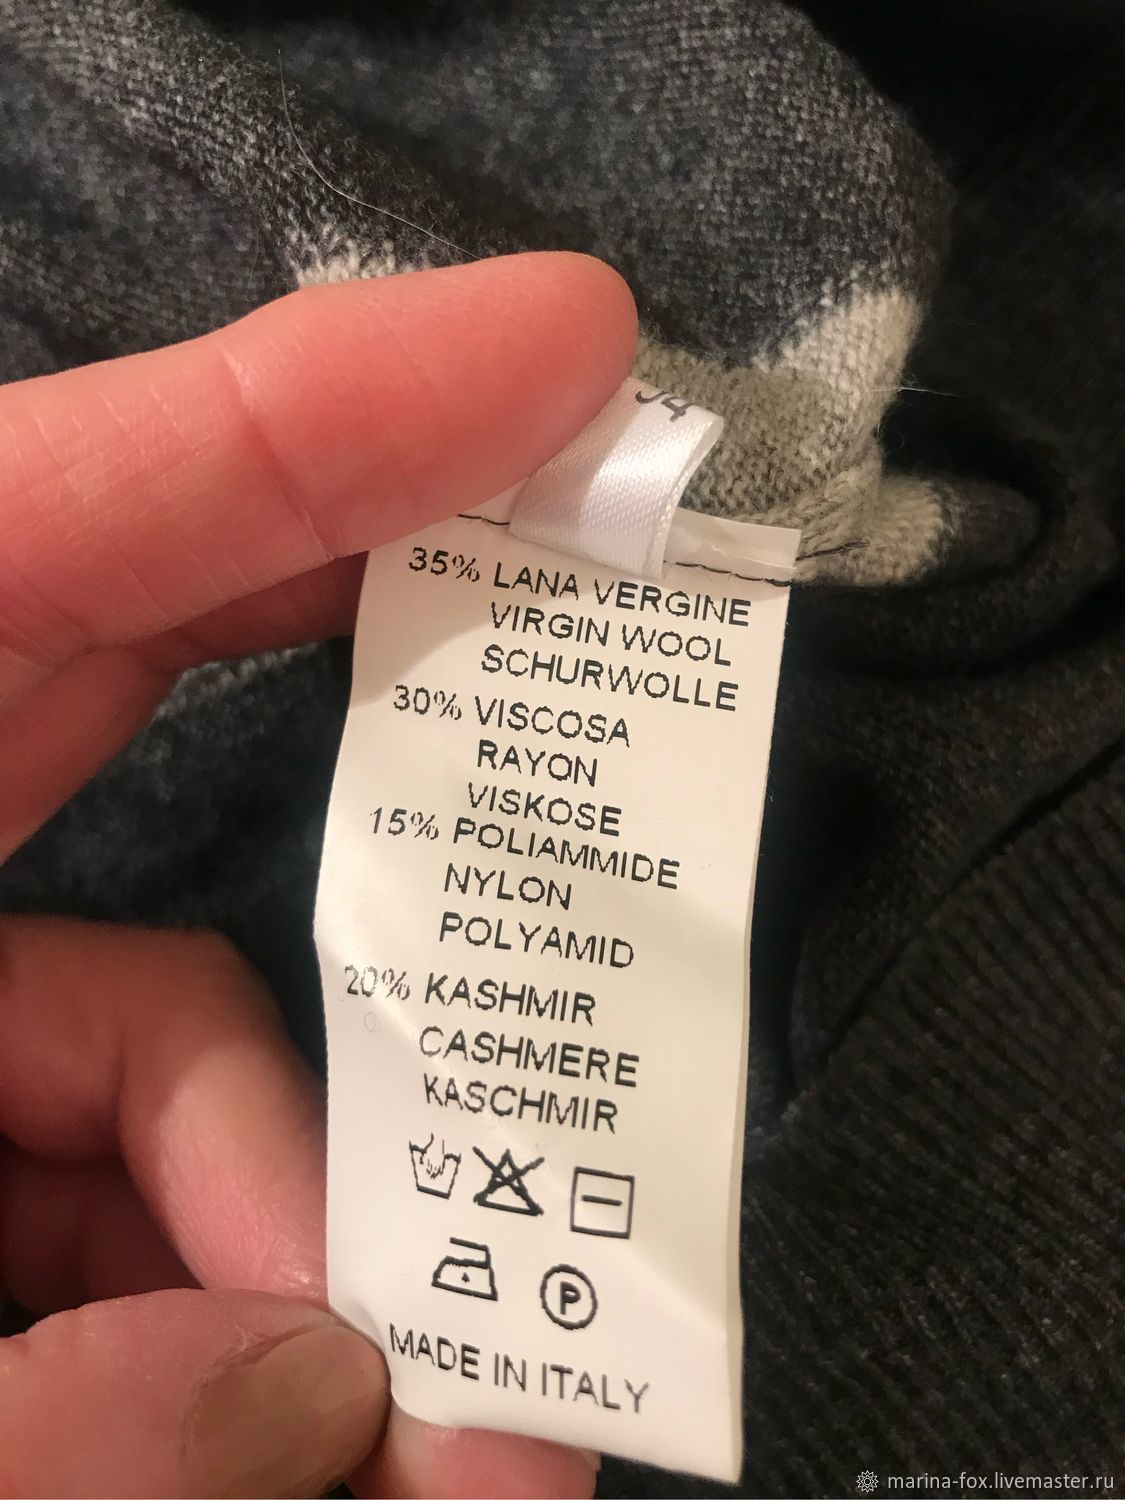 35% LANA VERGINE
VIRGIN WOOL
SCHURWOLLE
30% VISCOSA
RAYON
VISKOSE
15% POLIAMMIDE
NYLON
POLYAMID
20% KASHMIR
CASHMERE
KASCHMIR
P
MADE IN ITALY
marina-fox.livemaster.ru